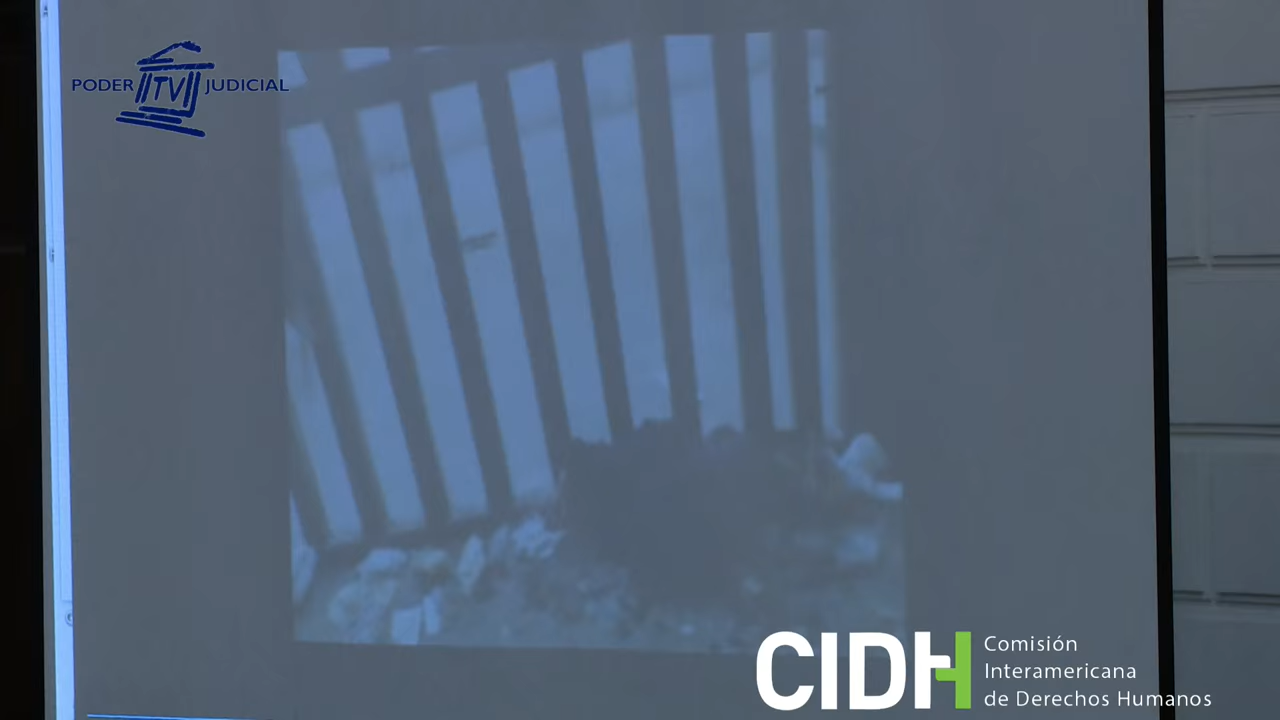 PODER TV JUDICIAL
CIDH
Comisión
Interamericana
de Derechos Humanos